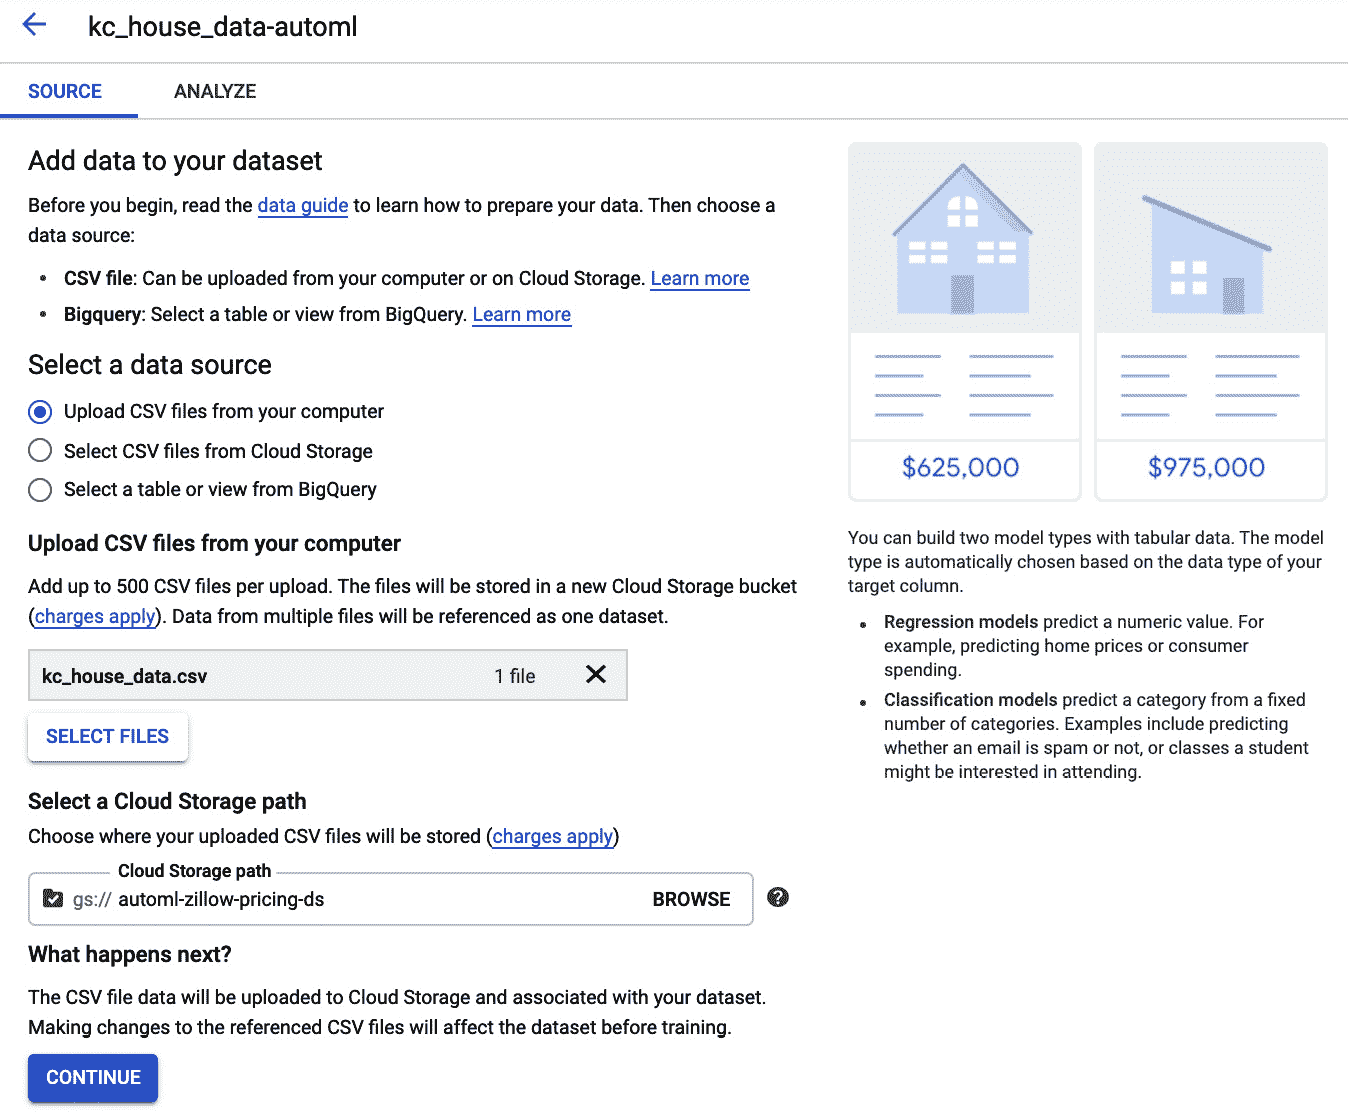 kc_house_data-automl
SOURCE ANALYZE
Add data to your dataset
Before you begin, read the data guide to learn how to prepare your data. Then choose a
data source:
• CSV file: Can be uploaded from your computer or on Cloud Storage. Learn more
• Bigquery: Select a table or view from BigQuery. Learn more
Select a data source
Upload CSV files from your computer
Select CSV files from Cloud Storage
Select a table or view from BigQuery
Upload CSV files from your computer
Add up to 500 CSV files per upload. The files will be stored in a new Cloud Storage bucket
(charges apply). Data from multiple files will be referenced as one dataset.
kc_house_data.csv 1 file
SELECT FILES
Select a Cloud Storage path
Choose where your uploaded CSV files will be stored (charges apply)
Cloud Storage path
gs:// automl-zillow-pricing-ds BROWSE
What happens next?
The CSV file data will be uploaded to Cloud Storage and associated with your dataset.
Making changes to the referenced CSV files will affect the dataset before training.
CONTINUE
$625,000 $975,000
You can build two model types with tabular data. The model
type is automatically chosen based on the data type of your
target column.
• Regression models predict a numeric value. For
example, predicting home prices or consumer
spending.
• Classification models predict a category from a fixed
number of categories. Examples include predicting
whether an email is spam or not, or classes a student
might be interested in attending.